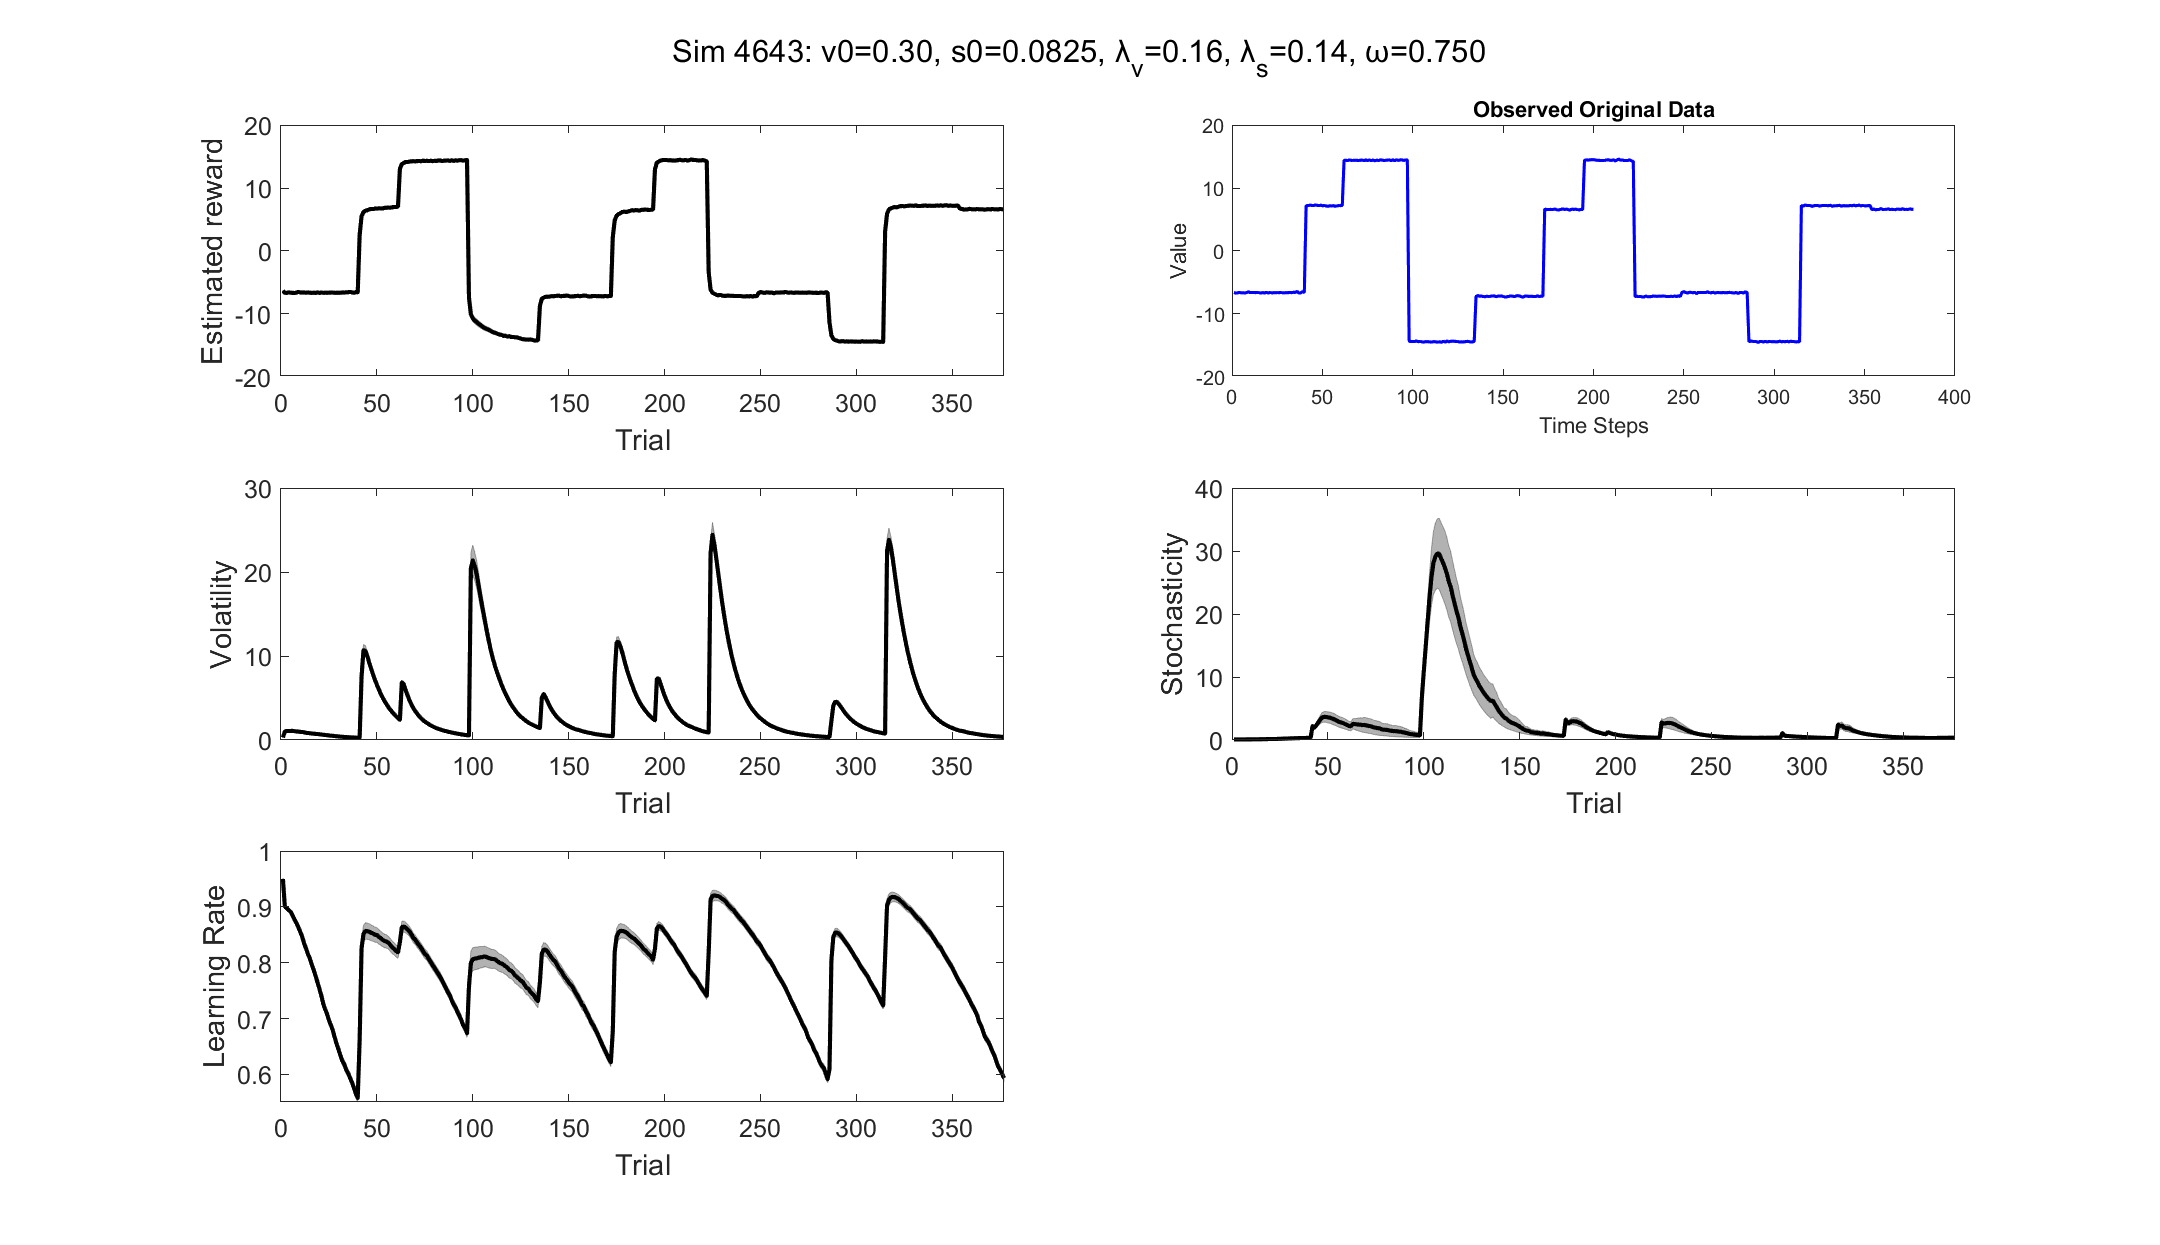 Sim 4643: v0=0.30, s0=0.0825, λ_v=0.16, λ_s=0.14, ω=0.750
20
10
0
-10
-20
Estimated reward
0 50 100 150 200 250 300 350
Trial
Observed Original Data
20
10
0
-10
-20
Value
0 50 100 150 200 250 300 350 400
Time Steps
30
20
10
0
Volatility
0 50 100 150 200 250 300 350
Trial
40
30
20
10
0
Stochasticity
0 50 100 150 200 250 300 350
Trial
1
0.9
0.8
0.7
0.6
Learning Rate
0 50 100 150 200 250 300 350
Trial